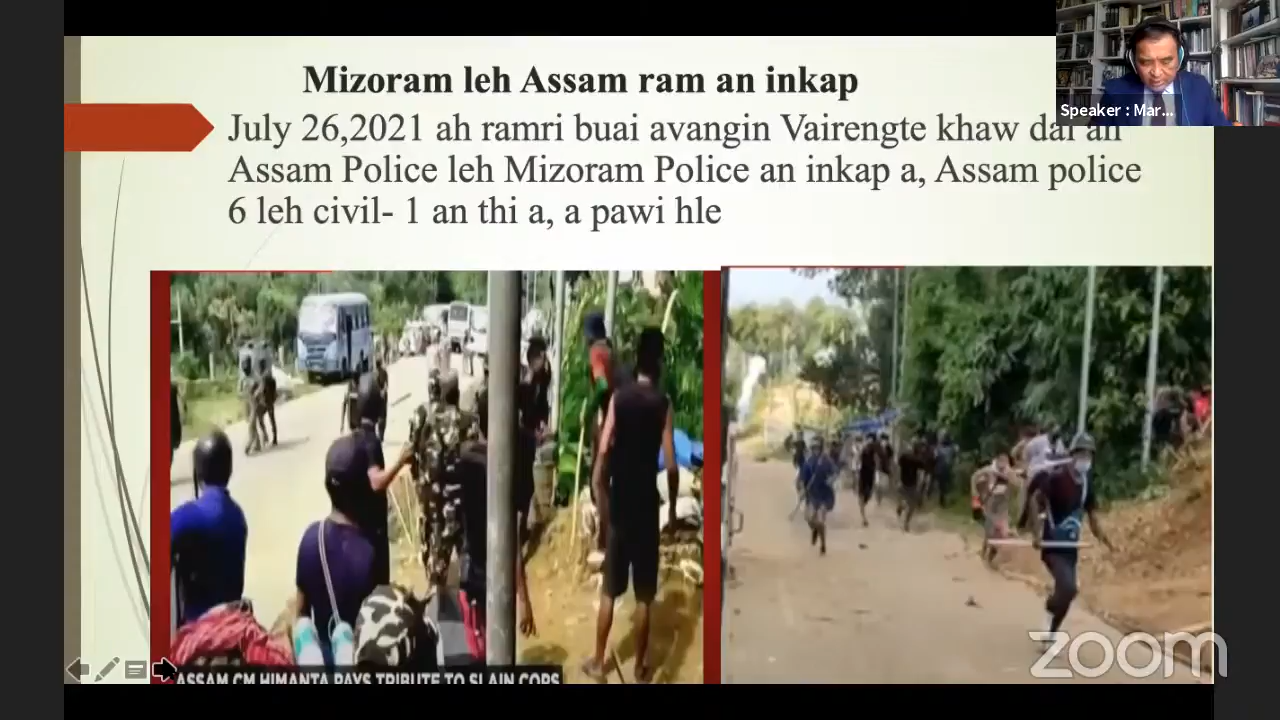 Mizoram leh Assam ram an inkap
Speaker : Mar...
July 26,2021 ah ramri buai avangin Vairengte khaw dai an
Assam Police leh Mizoram Police an inkap a, Assam police
6 leh civil- 1 an thi a, a pawi hle
ASSAM CM HIMANTA PAYS TRIBUTE TO SLAIN COPS
zoom